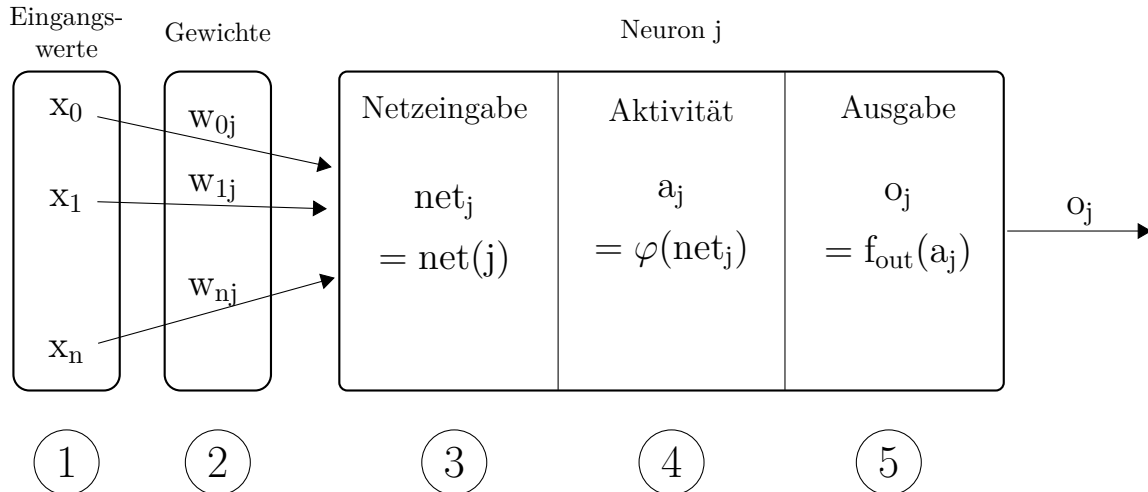 Eingangs-
werte
Gewichte
Neuron j
x₀
x₁
xₙ
w₀ⱼ
w₁ⱼ
wₙⱼ
Netzeingabe
netⱼ
= net(j)
Aktivität
aⱼ
= φ(netⱼ)
Ausgabe
oⱼ
= f_out(aⱼ)
oⱼ
1
2
3
4
5